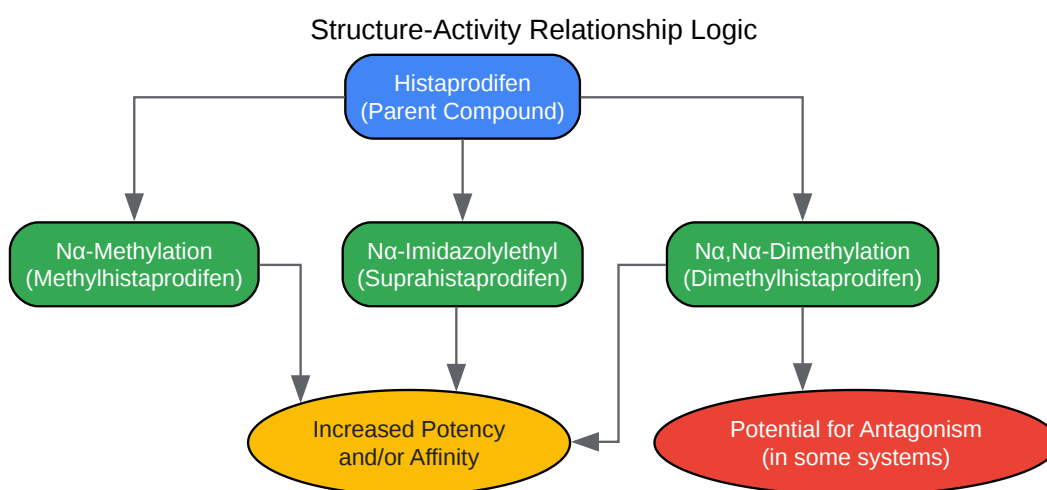 Structure-Activity Relationship Logic
Histaprodifen
(Parent Compound)
Nα-Methylation
(Methylhistaprodifen)
Nα-Imidazolylethyl
(Suprahistaprodifen)
Nα,Nα-Dimethylation
(Dimethylhistaprodifen)
Increased Potency
and/or Affinity
Potential for Antagonism
(in some systems)